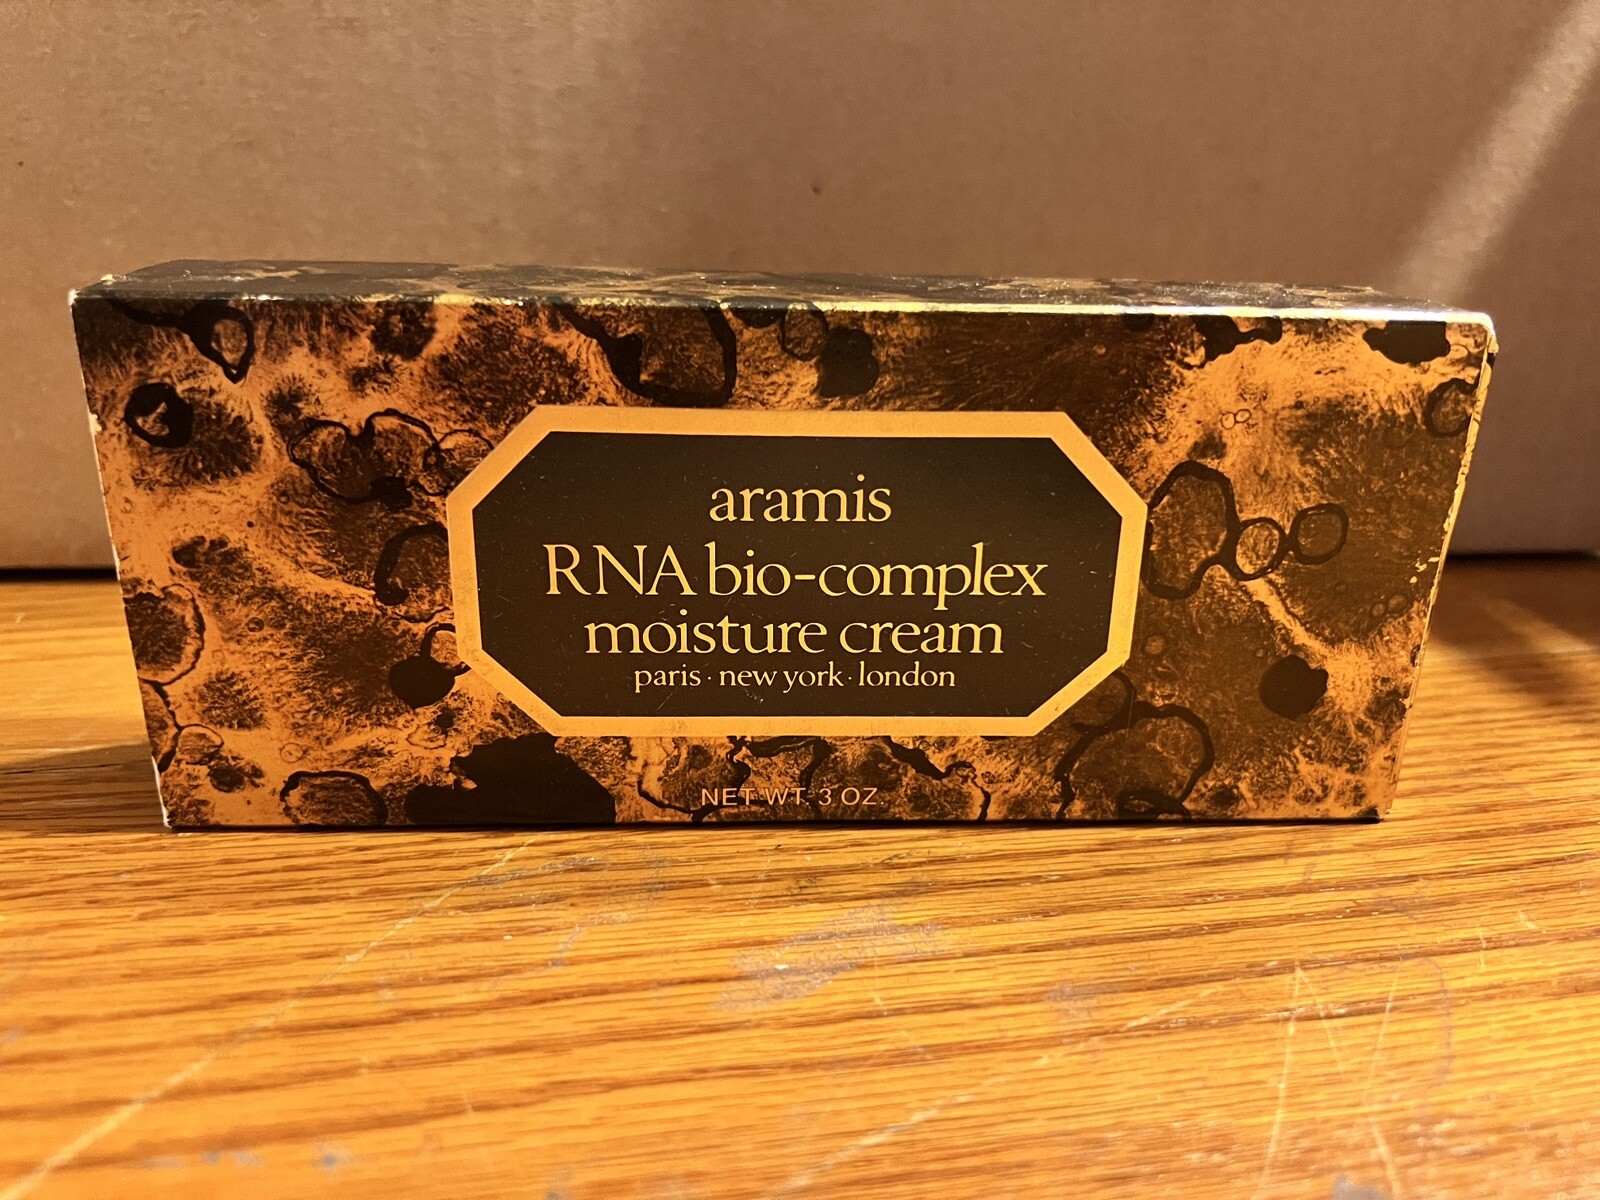 aramis
RNA bio-complex
moisture cream
paris · new york · london
NET WT. 3 OZ.